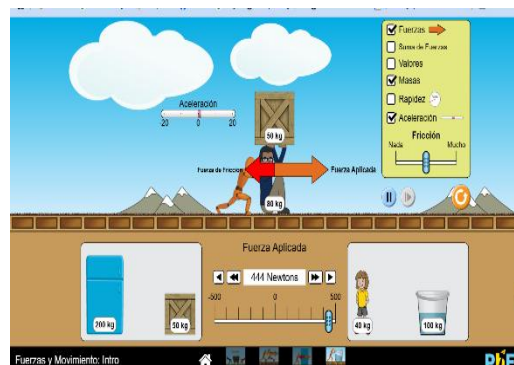 Fuerzas
Suma de Fuerzas
Valores
Masas
Rapidez
Aceleración
Fricción
Nada Mucho
Aceleración
-20 0 20
50 kg
Fuerza de Fricción
Fuerza Aplicada
80 kg
Fuerza Aplicada
444 Newtons
-500 0 500
200 kg
50 kg
40 kg
100 kg
Fuerzas y Movimiento: Intro
PhE